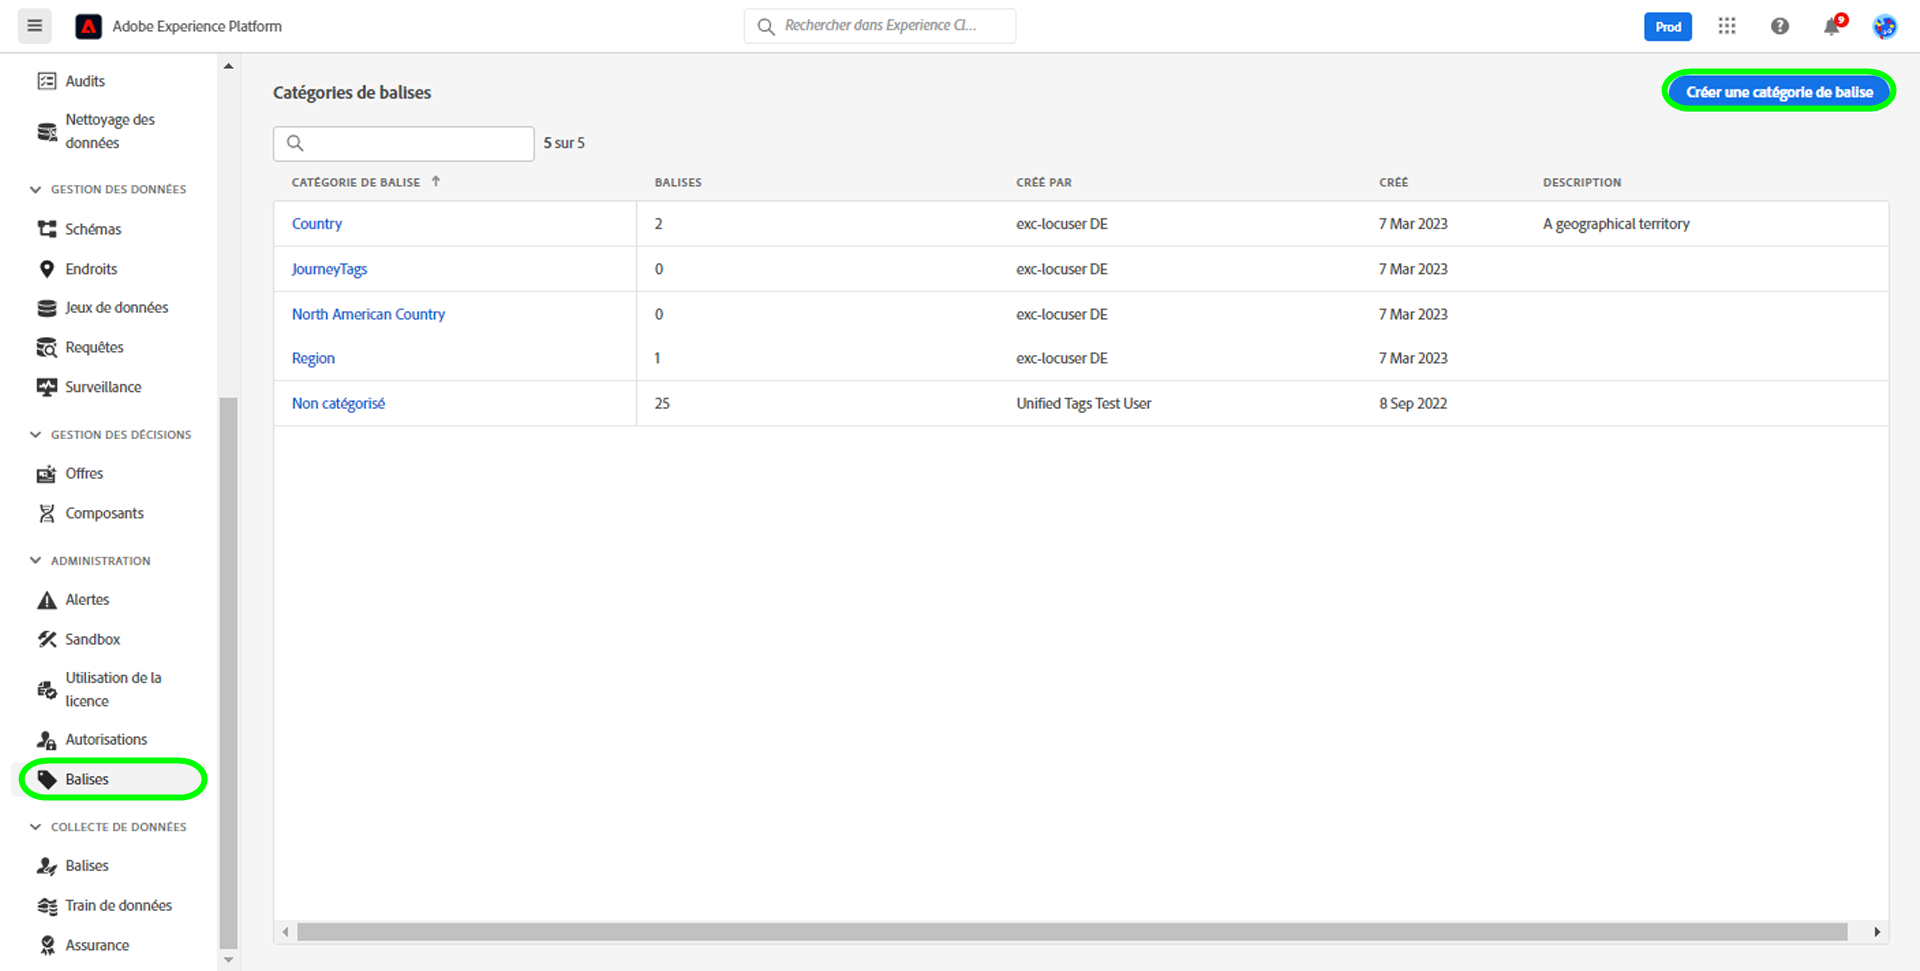 Adobe Experience Platform
Rechercher dans Experience Cl...
Prod
9
Audits
Nettoyage des
données
GESTION DES DONNÉES
Schémas
Endroits
Jeux de données
Requêtes
Surveillance
GESTION DES DÉCISIONS
Offres
Composants
ADMINISTRATION
Alertes
Sandbox
Utilisation de la
licence
Autorisations
Balises
COLLECTE DE DONNÉES
Balises
Train de données
Assurance
Catégories de balises
Créer une catégorie de balise
5 sur 5
CATÉGORIE DE BALISE BALISES CRÉÉ PAR CRÉÉ DESCRIPTION
Country 2 exc-locuser DE 7 Mar 2023 A geographical territory
JourneyTags 0 exc-locuser DE 7 Mar 2023
North American Country 0 exc-locuser DE 7 Mar 2023
Region 1 exc-locuser DE 7 Mar 2023
Non catégorisé 25 Unified Tags Test User 8 Sep 2022